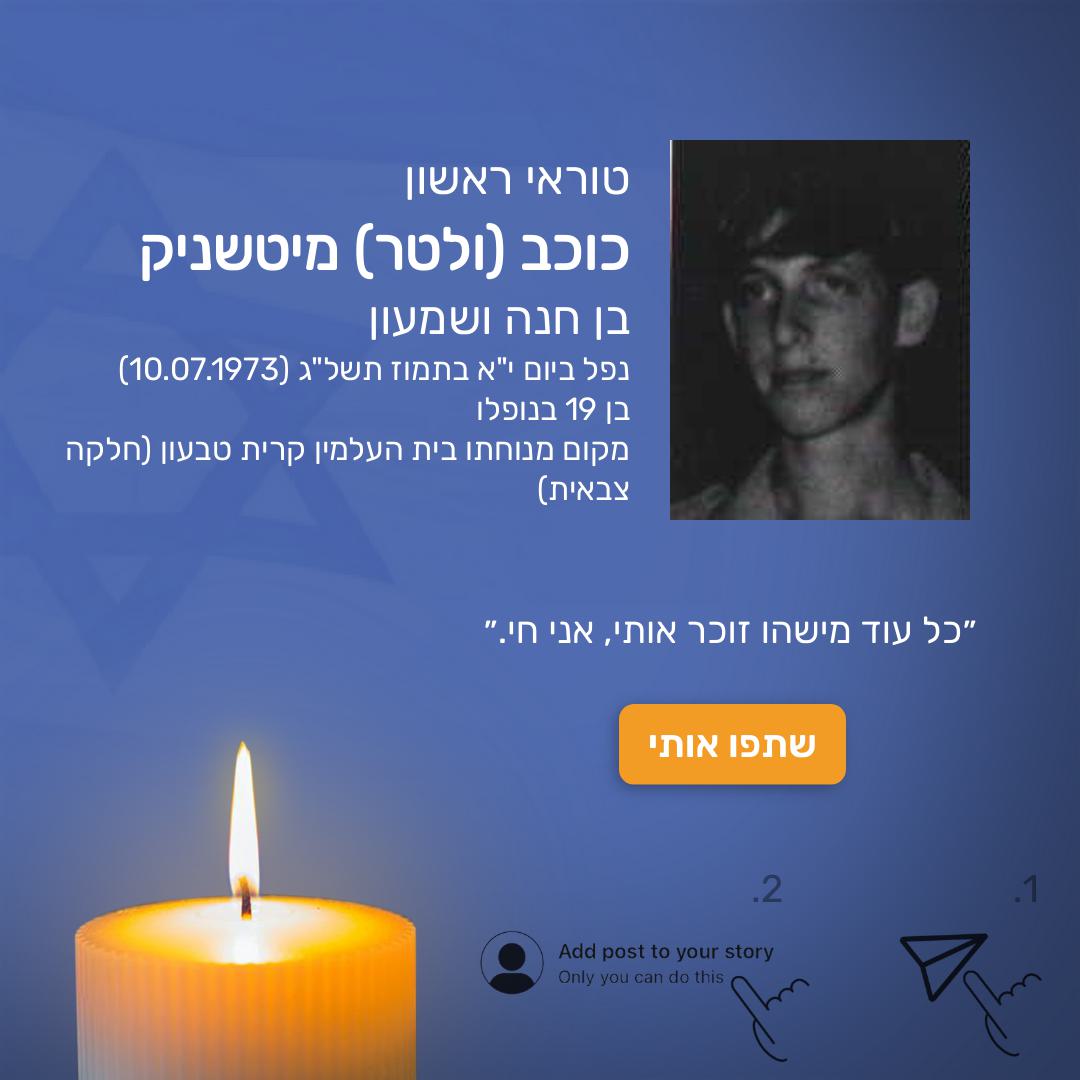 טוראי ראשון
כוכב (ולטר) מיטשניק
בן חנה ושמעון
נפל ביום י"א בתמוז תשל"ג (10.07.1973)
בן 19 בנופלו
מקום מנוחתו בית העלמין קרית טבעון (חלקה
צבאית)
״כל עוד מישהו זוכר אותי, אני חי.״
שתפו אותי
1.
2.
Add post to your story
Only you can do this